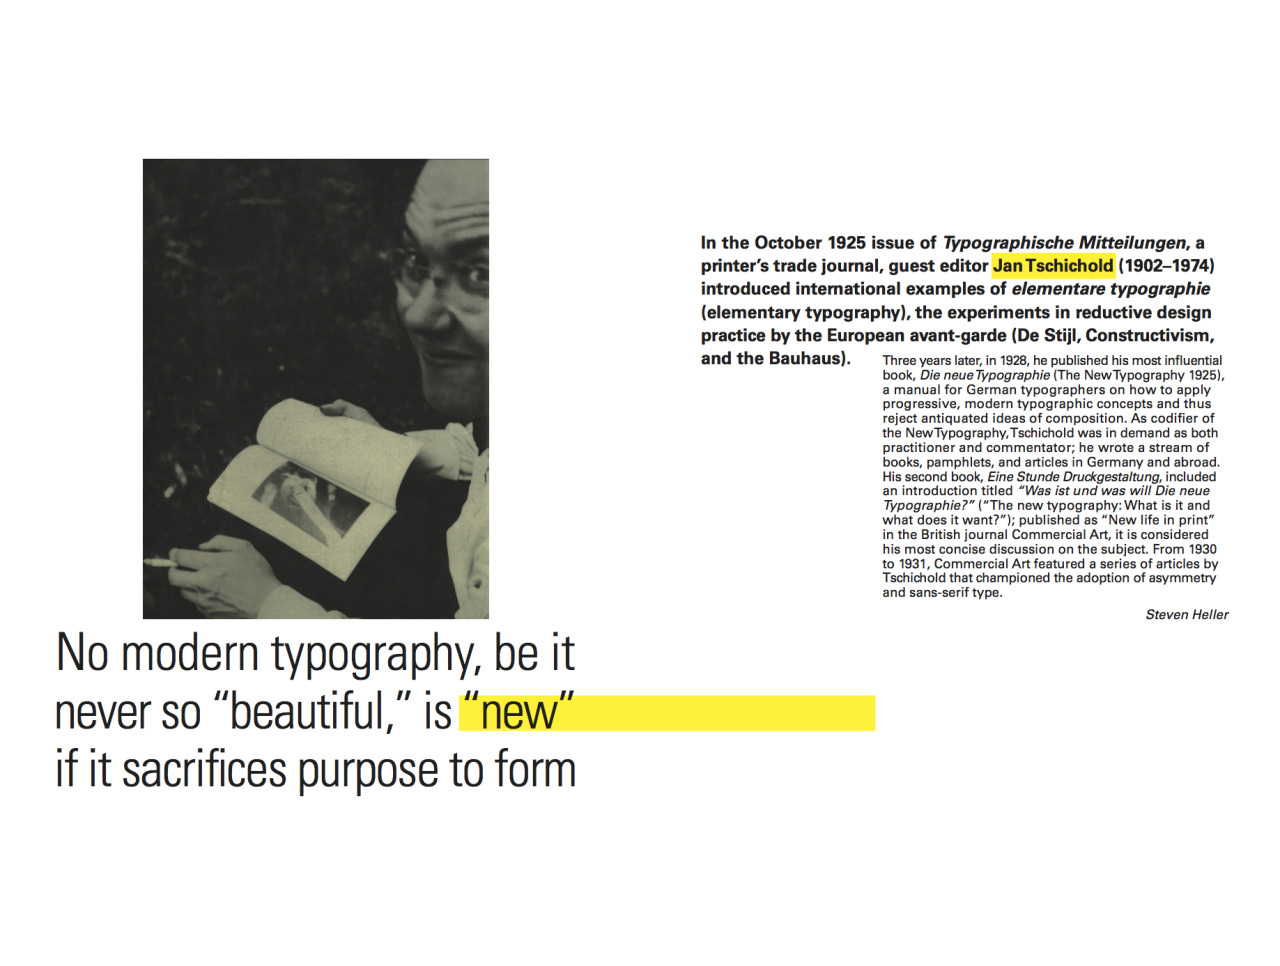 In the October 1925 issue of Typographische Mitteilungen, a
printer’s trade journal, guest editor Jan Tschichold (1902–1974)
introduced international examples of elementare typographie
(elementary typography), the experiments in reductive design
practice by the European avant-garde (De Stijl, Constructivism,
and the Bauhaus).
Three years later, in 1928, he published his most influential
book, Die neue Typographie (The New Typography 1925),
a manual for German typographers on how to apply
progressive, modern typographic concepts and thus
reject antiquated ideas of composition. As codifier of
the New Typography, Tschichold was in demand as both
practitioner and commentator; he wrote a stream of
books, pamphlets, and articles in Germany and abroad.
His second book, Eine Stunde Druckgestaltung, included
an introduction titled “Was ist und was will Die neue
Typographie?” (“The new typography: What is it and
what does it want?”); published as “New life in print”
in the British journal Commercial Art, it is considered
his most concise discussion on the subject. From 1930
to 1931, Commercial Art featured a series of articles by
Tschichold that championed the adoption of asymmetry
and sans-serif type.
Steven Heller
No modern typography, be it
never so “beautiful,” is “new”
if it sacrifices purpose to form